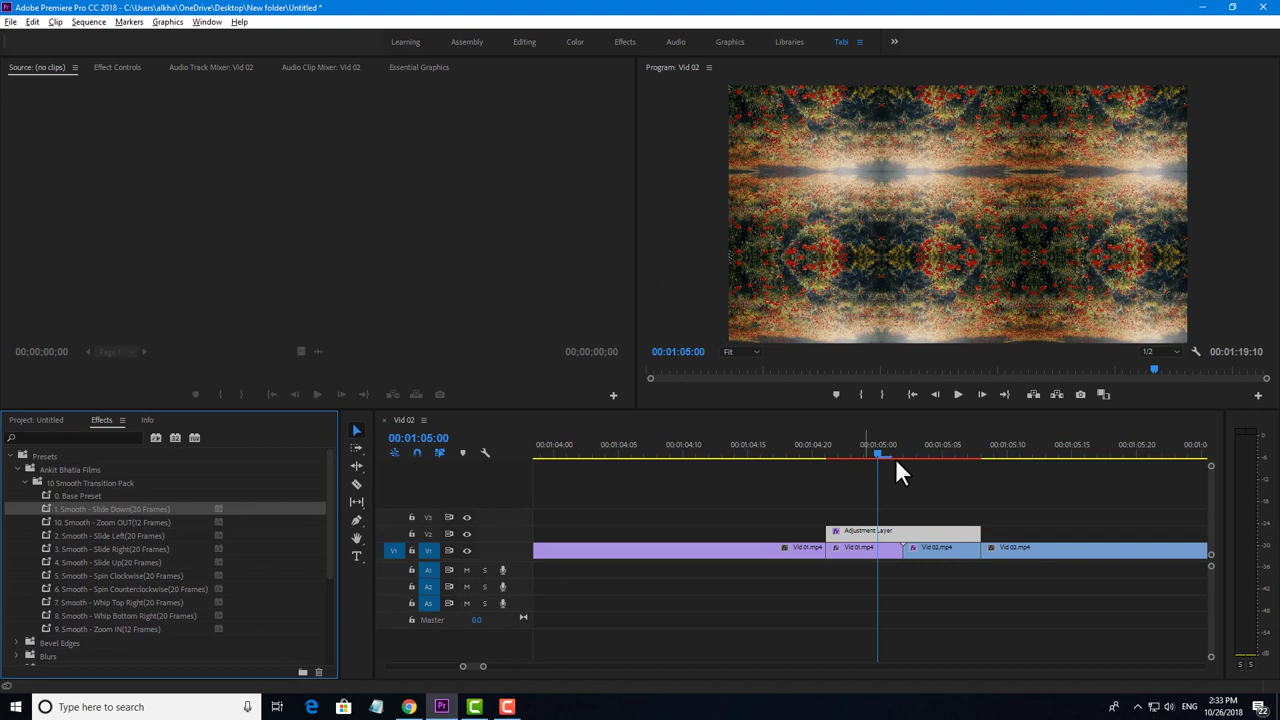 Adobe Premiere Pro CC 2018 - C:\Users\alkha\OneDrive\Desktop\New folder\Untitled *
File Edit Clip Sequence Markers Graphics Window Help
Learning Assembly Editing Color Effects Audio Graphics Libraries Tabi
Source: (no clips) Effect Controls Audio Track Mixer: Vid 02 Audio Clip Mixer: Vid 02 Essential Graphics
Program: Vid 02
00;00;00;00 Page 1 00;00;00;00
00:01:05:00 Fit 1/2 00:01:19:10
Project: Untitled Effects Info
Presets
Ankit Bhatia Films
10 Smooth Transition Pack
0. Base Preset
1. Smooth - Slide Down(20 Frames)
10. Smooth - Zoom OUT(12 Frames)
2. Smooth - Slide Left(20 Frames)
3. Smooth - Slide Right(20 Frames)
4. Smooth - Slide Up(20 Frames)
5. Smooth - Spin Clockwise(20 Frames)
6. Smooth - Spin Counterclockwise(20 Frames)
7. Smooth - Whip Top Right(20 Frames)
8. Smooth - Whip Bottom Right(20 Frames)
9. Smooth - Zoom IN(12 Frames)
Bevel Edges
Blurs
Vid 02
00:01:05:00
00:01:04:00 00:01:04:05 00:01:04:10 00:01:04:15 00:01:04:20 00:01:05:00 00:01:05:05 00:01:05:10 00:01:05:15 00:01:05:20 00:01:0
V3
V2 Adjustment Layer
V1 V1 Vid 01.mp4 Vid 01.mp4 Vid 02.mp4 Vid 02.mp4
A1 M S
A2 M S
A3 M S
Master 0.0
0
S S
Type here to search
ENG
2:33 PM
10/26/2018
22